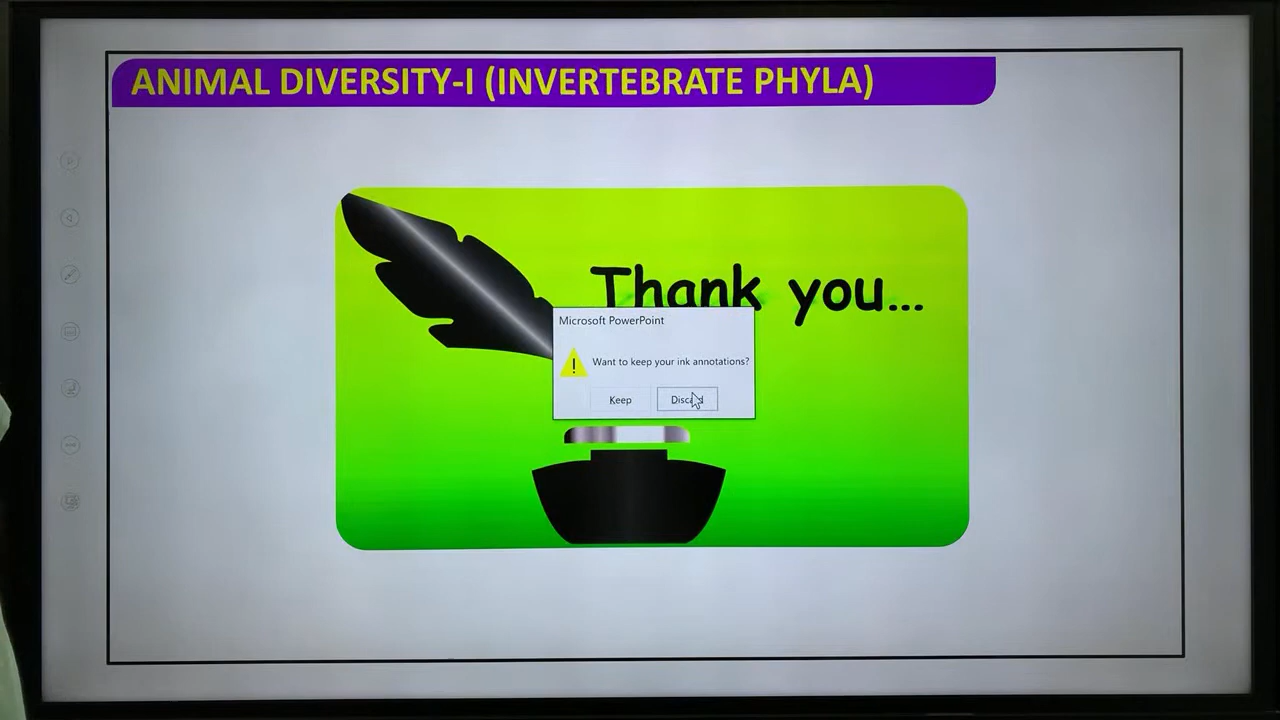 ANIMAL DIVERSITY-I (INVERTEBRATE PHYLA)
Thank you...
Microsoft PowerPoint
Want to keep your ink annotations?
Keep
Discard